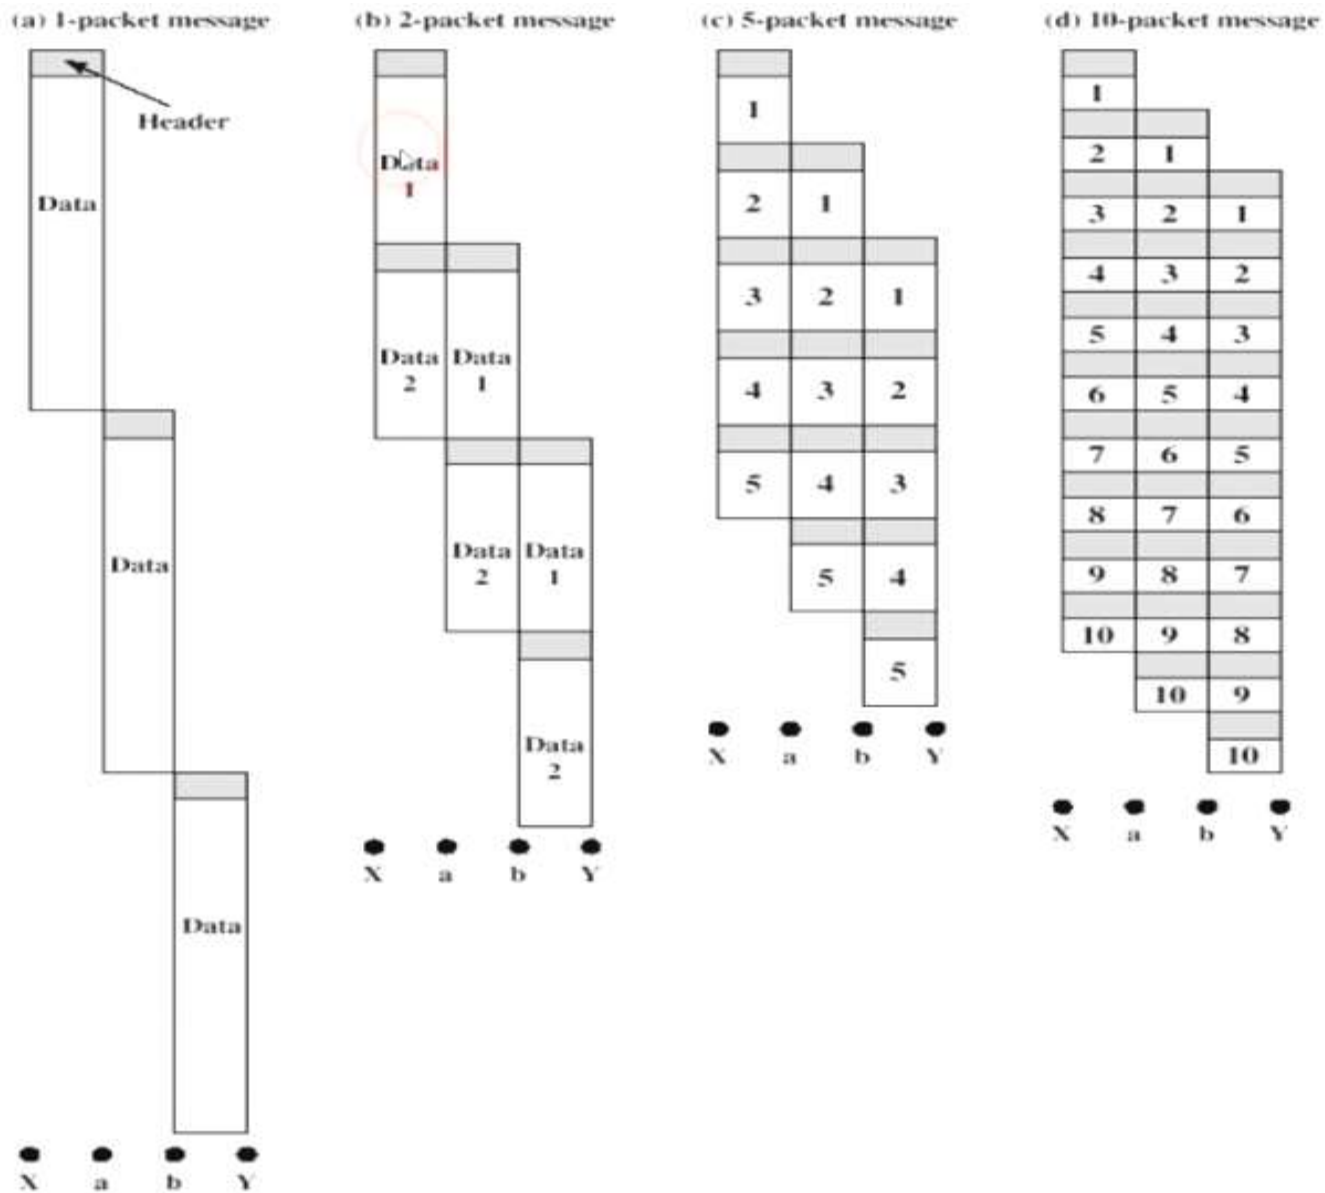 (a) 1-packet message
Header
Data
Data
Data
X a b Y
(b) 2-packet message
Data
1
Data Data
2 1
Data Data
2 1
Data
2
X a b Y
(c) 5-packet message
1
2 1
3 2 1
4 3 2
5 4 3
5 4
5
X a b Y
(d) 10-packet message
1
2 1
3 2 1
4 3 2
5 4 3
6 5 4
7 6 5
8 7 6
9 8 7
10 9 8
10 9
10
X a b Y